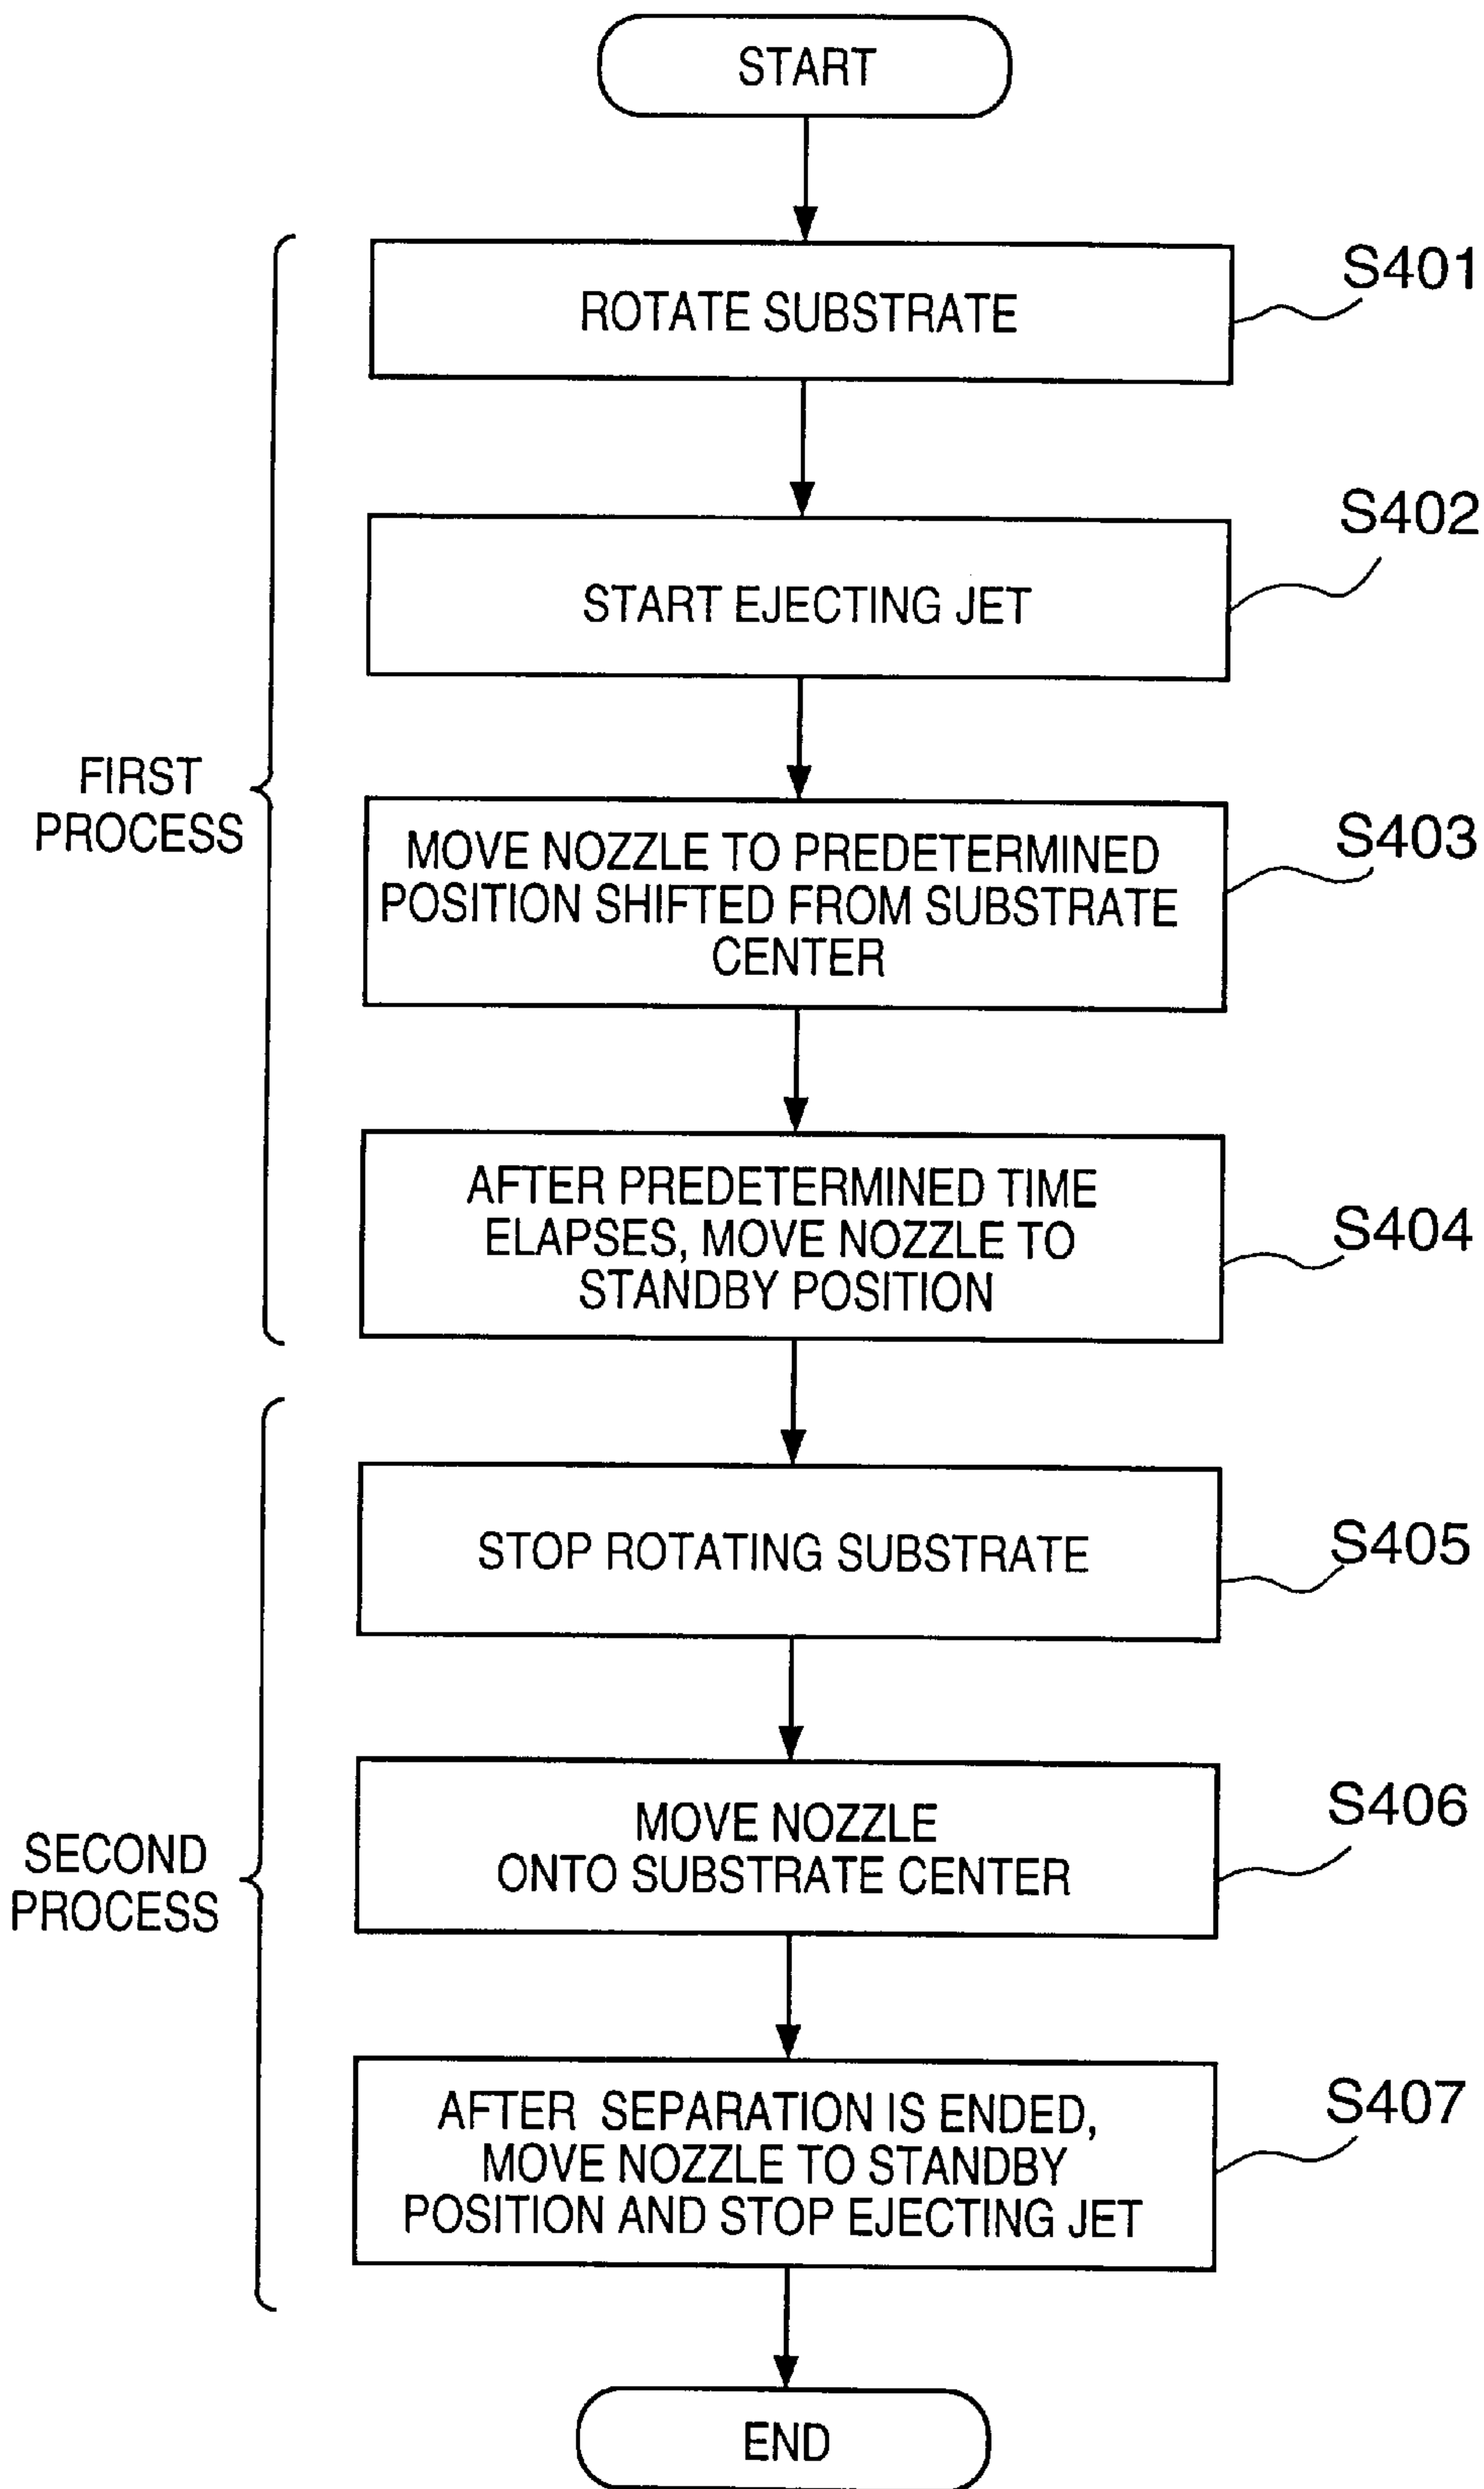 START
FIRST
PROCESS
ROTATE SUBSTRATE
S401
START EJECTING JET
S402
MOVE NOZZLE TO PREDETERMINED
POSITION SHIFTED FROM SUBSTRATE
CENTER
S403
AFTER PREDETERMINED TIME
ELAPSES, MOVE NOZZLE TO
STANDBY POSITION
S404
SECOND
PROCESS
STOP ROTATING SUBSTRATE
S405
MOVE NOZZLE
ONTO SUBSTRATE CENTER
S406
AFTER SEPARATION IS ENDED,
MOVE NOZZLE TO STANDBY
POSITION AND STOP EJECTING JET
S407
END